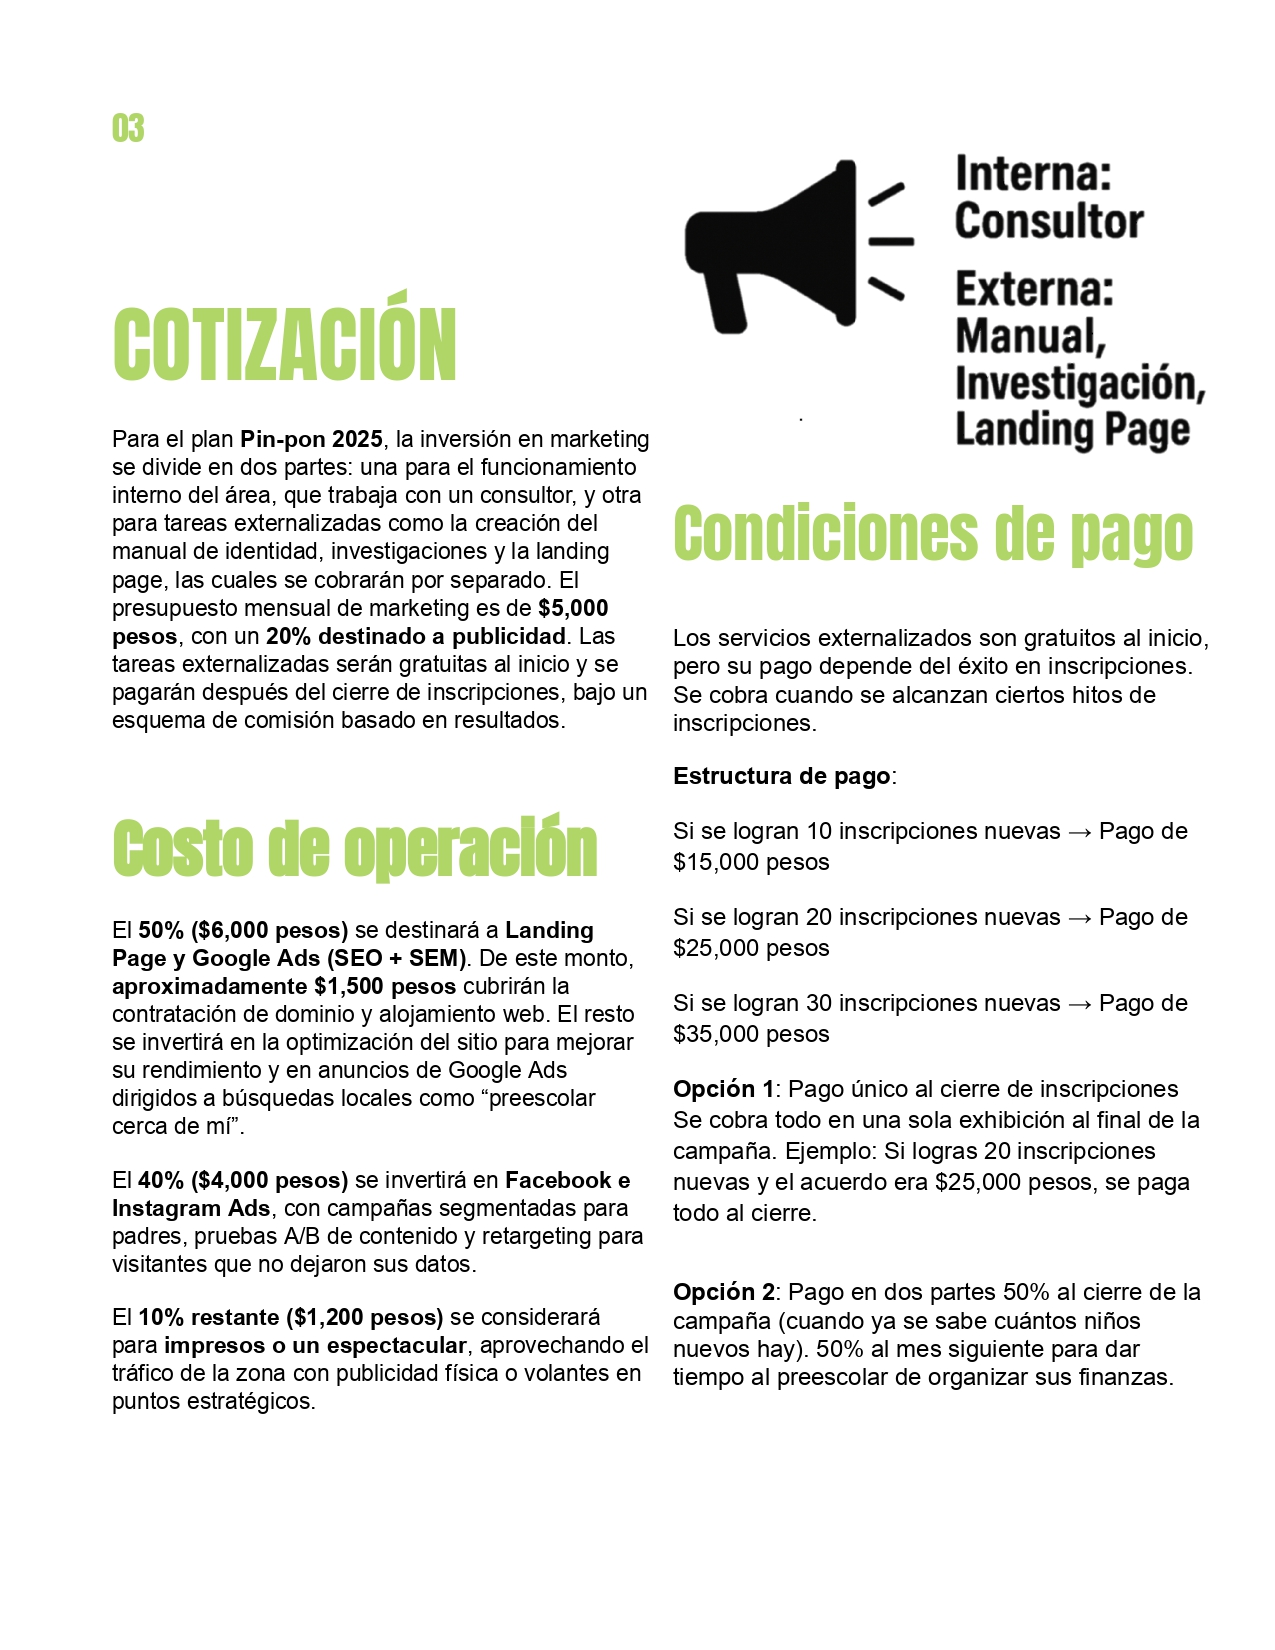 03
COTIZACIÓN
Para el plan Pin-pon 2025, la inversión en marketing
se divide en dos partes: una para el funcionamiento
interno del área, que trabaja con un consultor, y otra
para tareas externalizadas como la creación del
manual de identidad, investigaciones y la landing
page, las cuales se cobrarán por separado. El
presupuesto mensual de marketing es de $5,000
pesos, con un 20% destinado a publicidad. Las
tareas externalizadas serán gratuitas al inicio y se
pagarán después del cierre de inscripciones, bajo un
esquema de comisión basado en resultados.
Costo de operación
El 50% ($6,000 pesos) se destinará a Landing
Page y Google Ads (SEO + SEM). De este monto,
aproximadamente $1,500 pesos cubrirán la
contratación de dominio y alojamiento web. El resto
se invertirá en la optimización del sitio para mejorar
su rendimiento y en anuncios de Google Ads
dirigidos a búsquedas locales como “preescolar
cerca de mí”.
El 40% ($4,000 pesos) se invertirá en Facebook e
Instagram Ads, con campañas segmentadas para
padres, pruebas A/B de contenido y retargeting para
visitantes que no dejaron sus datos.
El 10% restante ($1,200 pesos) se considerará
para impresos o un espectacular, aprovechando el
tráfico de la zona con publicidad física o volantes en
puntos estratégicos.
Interna:
Consultor
Externa:
Manual,
Investigación,
Landing Page
Condiciones de pago
Los servicios externalizados son gratuitos al inicio,
pero su pago depende del éxito en inscripciones.
Se cobra cuando se alcanzan ciertos hitos de
inscripciones.
Estructura de pago:
Si se logran 10 inscripciones nuevas → Pago de
$15,000 pesos
Si se logran 20 inscripciones nuevas → Pago de
$25,000 pesos
Si se logran 30 inscripciones nuevas → Pago de
$35,000 pesos
Opción 1: Pago único al cierre de inscripciones
Se cobra todo en una sola exhibición al final de la
campaña. Ejemplo: Si logras 20 inscripciones
nuevas y el acuerdo era $25,000 pesos, se paga
todo al cierre.
Opción 2: Pago en dos partes 50% al cierre de la
campaña (cuando ya se sabe cuántos niños
nuevos hay). 50% al mes siguiente para dar
tiempo al preescolar de organizar sus finanzas.